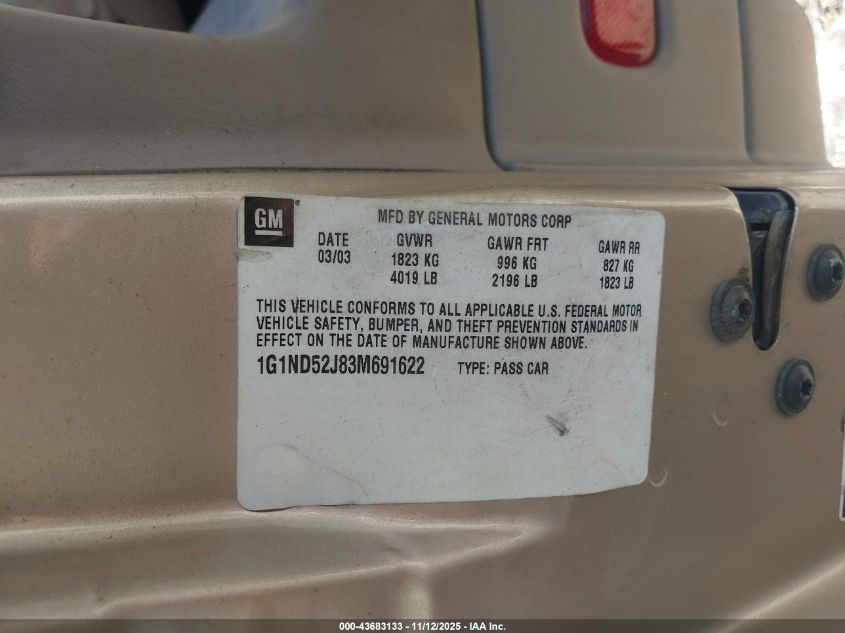 GM
MFD BY GENERAL MOTORS CORP
DATE GVWR GAWR FRT GAWR RR
03/03 1823 KG 996 KG 827 KG
4019 LB 2196 LB 1823 LB
THIS VEHICLE CONFORMS TO ALL APPLICABLE U.S. FEDERAL MOTOR
VEHICLE SAFETY, BUMPER, AND THEFT PREVENTION STANDARDS IN
EFFECT ON THE DATE OF MANUFACTURE SHOWN ABOVE.
1G1ND52J83M691622 TYPE: PASS CAR
000-43683133 - 11/12/2025 - IAA Inc.